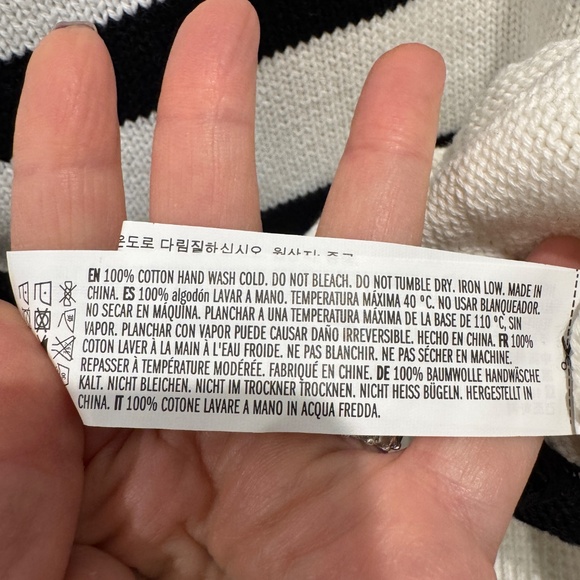 온도로 다림질하십시오. 원산지: 중국
EN 100% COTTON HAND WASH COLD. DO NOT BLEACH. DO NOT TUMBLE DRY. IRON LOW. MADE IN
CHINA. ES 100% algodón LAVAR A MANO. TEMPERATURA MÁXIMA 40 ºC. NO USAR BLANQUEADOR.
NO SECAR EN MÁQUINA. PLANCHAR A UNA TEMPERATURA MÁXIMA DE LA BASE DE 110 ºC, SIN
VAPOR. PLANCHAR CON VAPOR PUEDE CAUSAR DAÑO IRREVERSIBLE. HECHO EN CHINA. FR 100%
COTON LAVER À LA MAIN À L'EAU FROIDE. NE PAS BLANCHIR. NE PAS SÉCHER EN MACHINE.
REPASSER À TEMPÉRATURE MODÉRÉE. FABRIQUÉ EN CHINE. DE 100% BAUMWOLLE HANDWÄSCHE
KALT. NICHT BLEICHEN. NICHT IM TROCKNER TROCKNEN. NICHT HEISS BÜGELN. HERGESTELLT IN
CHINA. IT 100% COTONE LAVARE A MANO IN ACQUA FREDDA.